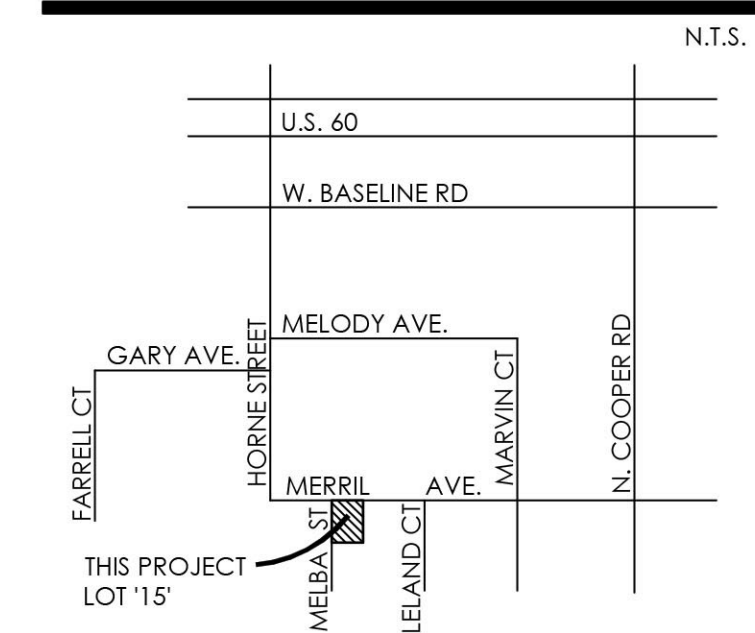 N.T.S.
U.S. 60
W. BASELINE RD
MELODY AVE.
GARY AVE.
FARRELL CT
HORNE STREET
MARVIN CT
N. COOPER RD
MERRIL AVE.
MELBA ST
LELAND CT
THIS PROJECT
LOT '15'